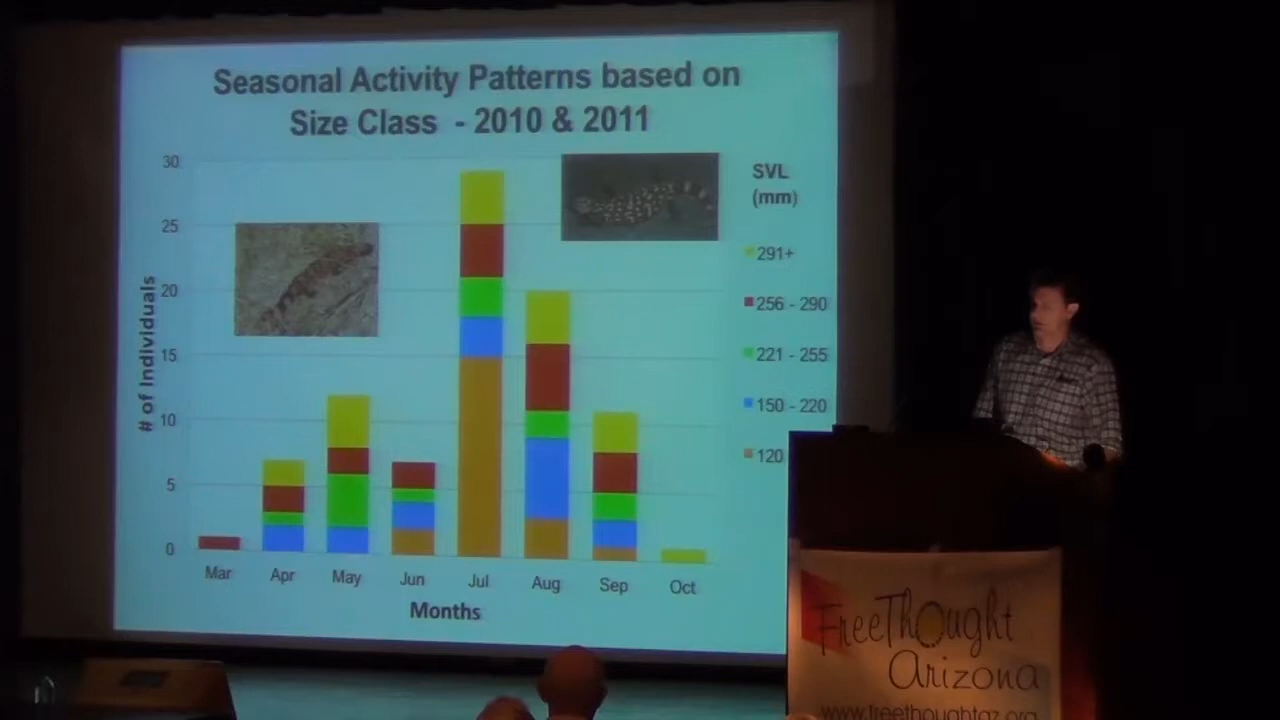 Seasonal Activity Patterns based on
Size Class - 2010 & 2011
30
25
20
15
10
5
0
# of Individuals
Mar Apr May Jun Jul Aug Sep Oct
Months
SVL
(mm)
291+
256 - 290
221 - 255
150 - 220
120
FreeThought
Arizona
www.freethoughtaz.org